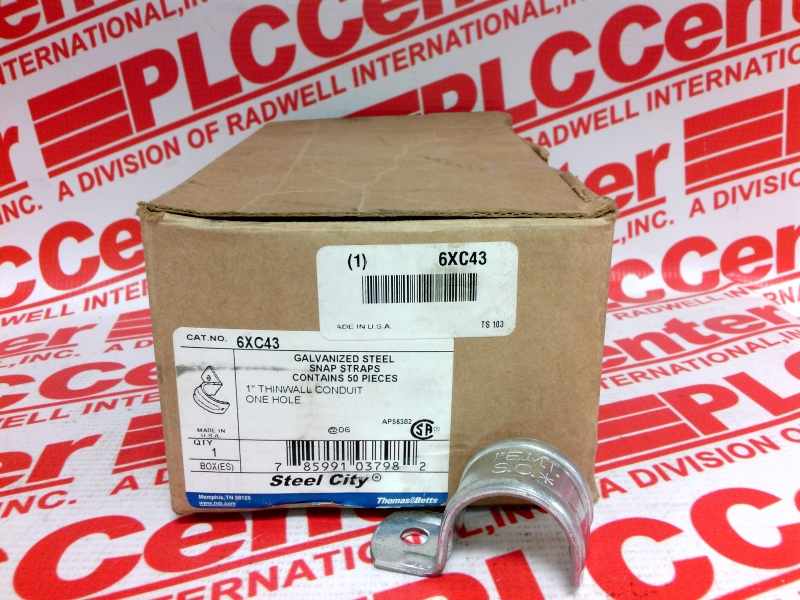 PLCCenter
A DIVISION OF RADWELL INTERNATIONAL, INC.
(1) 6XC43
ADE IN U.S.A.
TS 103
CAT.NO. 6XC43
GALVANIZED STEEL
SNAP STRAPS
CONTAINS 50 PIECES
1" THINWALL CONDUIT
ONE HOLE
MADE IN
U.S.A.
06
AP58382
QTY
1
BOX(ES)
7 85991 03798 2
Steel City®
Memphis, TN 38125
www.tnb.com
Thomas&Betts
1" E.M.T.
S.C.